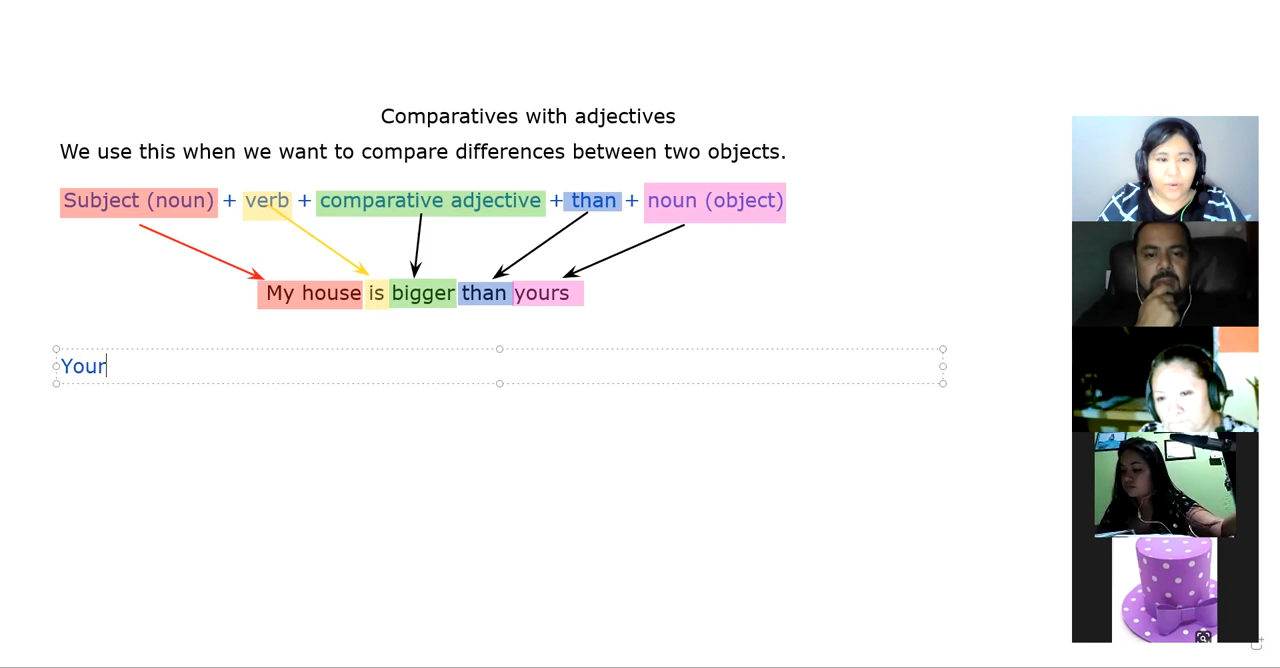 Comparatives with adjectives
We use this when we want to compare differences between two objects.
Subject (noun) + verb + comparative adjective + than + noun (object)
My house is bigger than yours
Your